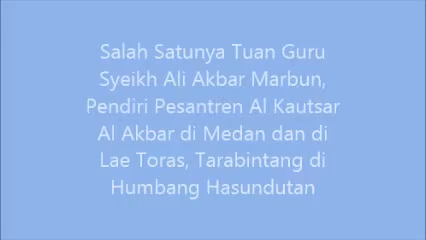 Salah Satunya Tuan Guru
Syeikh Ali Akbar Marbun,
Pendiri Pesantren Al Kautsar
Al Akbar di Medan dan di
Lae Toras, Tarabintang di
Humbang Hasundutan